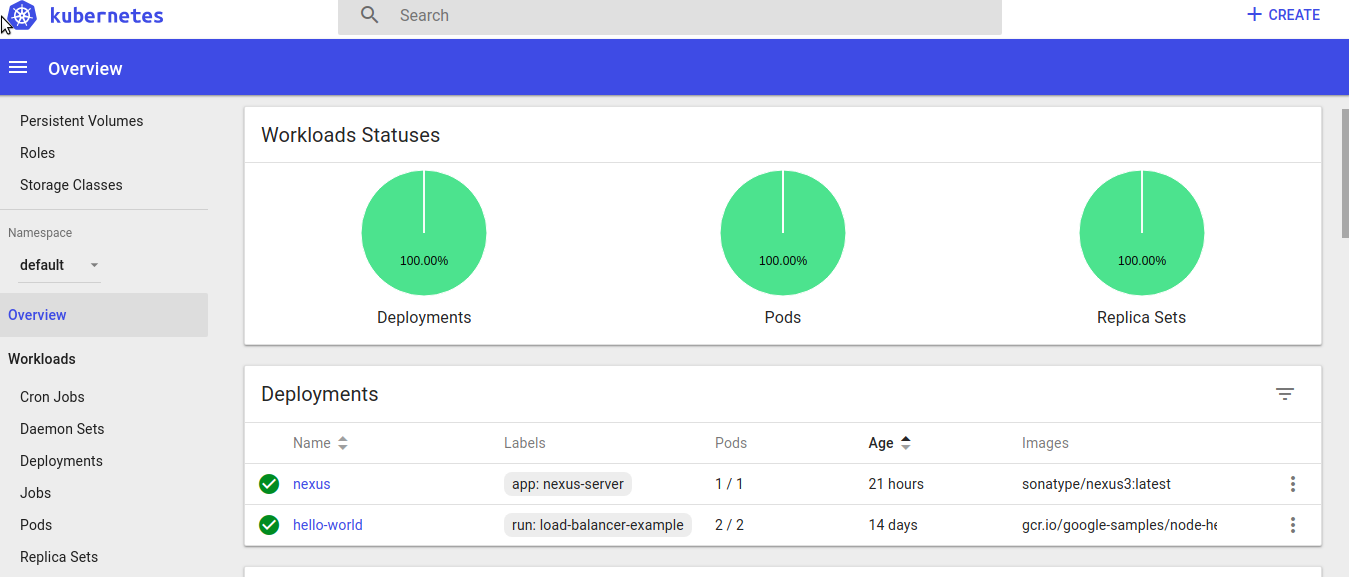 kubernetes
Search
+ CREATE
Overview
Persistent Volumes
Roles
Storage Classes
Namespace
default
Overview
Workloads
Cron Jobs
Daemon Sets
Deployments
Jobs
Pods
Replica Sets
Workloads Statuses
100.00% 100.00% 100.00%
Deployments Pods Replica Sets
Deployments
Name Labels Pods Age Images
nexus app: nexus-server 1 / 1 21 hours sonatype/nexus3:latest
hello-world run: load-balancer-example 2 / 2 14 days gcr.io/google-samples/node-he